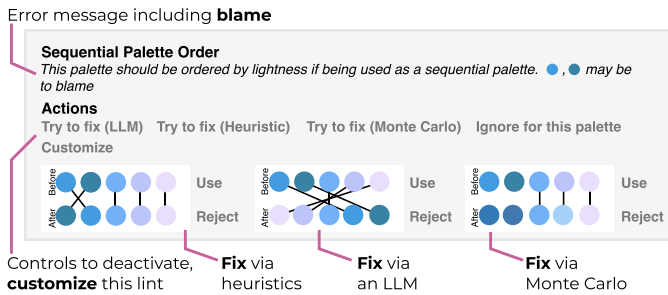 Error message including blame
Sequential Palette Order
This palette should be ordered by lightness if being used as a sequential palette. , may be
to blame
Actions
Try to fix (LLM) Try to fix (Heuristic) Try to fix (Monte Carlo) Ignore for this palette
Customize
Before Use Before Use Before Use
After Reject After Reject After Reject
Controls to deactivate, Fix via Fix via Fix via
customize this lint heuristics an LLM Monte Carlo